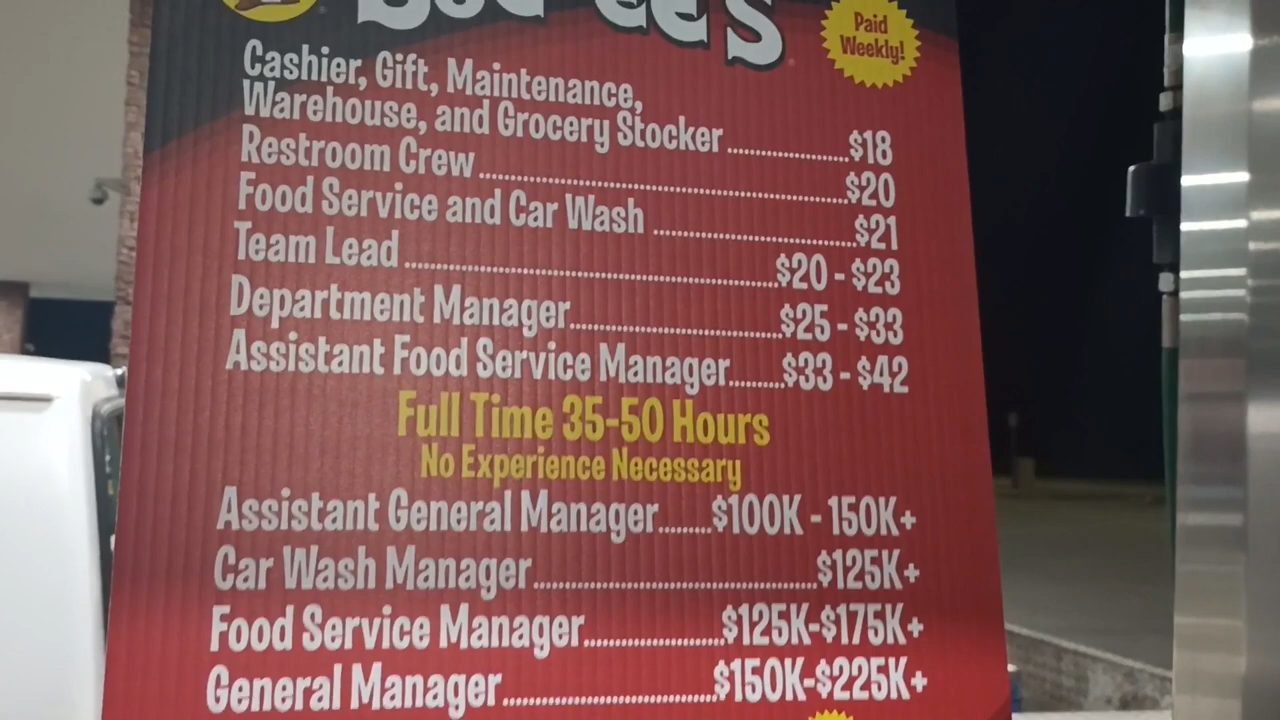 Paid
Weekly!
Cashier, Gift, Maintenance,
Warehouse, and Grocery Stocker..................$18
Restroom Crew..................$20
Food Service and Car Wash..................$21
Team Lead..................$20 - $23
Department Manager..................$25 - $33
Assistant Food Service Manager.........$33 - $42
Full Time 35-50 Hours
No Experience Necessary
Assistant General Manager.......$100K - 150K+
Car Wash Manager..................$125K+
Food Service Manager..................$125K-$175K+
General Manager..................$150K-$225K+